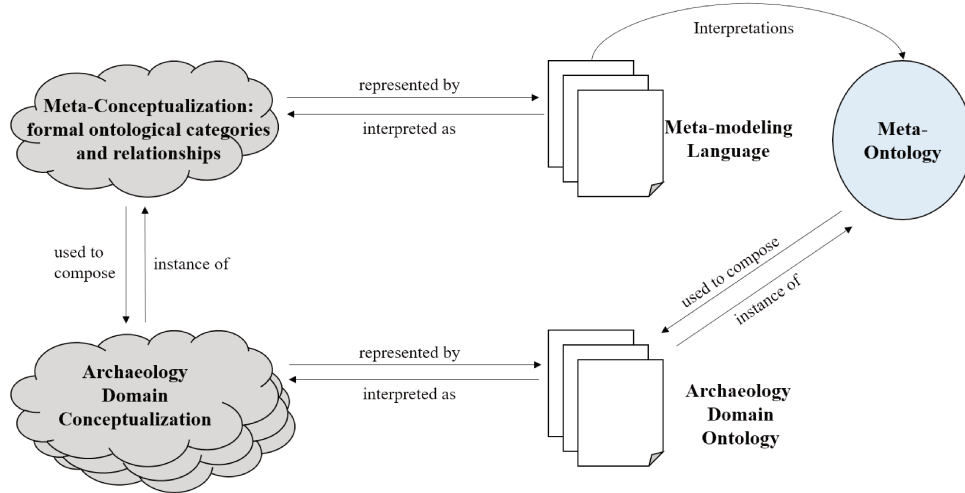 Interpretations
Meta-Conceptualization:
formal ontological categories
and relationships
represented by
interpreted as
Meta-modeling
Language
Meta-
Ontology
used to
compose
instance of
used to compose
instance of
Archaeology
Domain
Conceptualization
represented by
interpreted as
Archaeology
Domain
Ontology